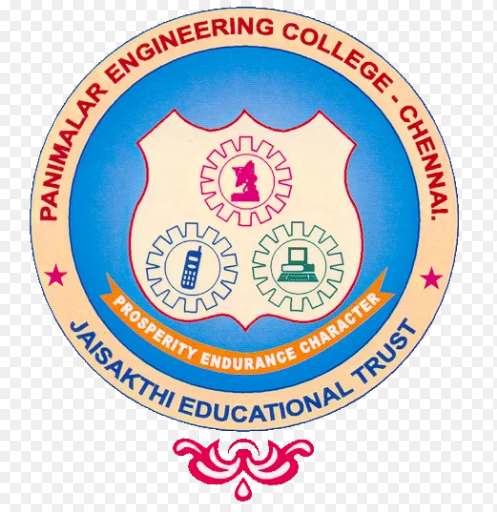 PANIMALAR ENGINEERING COLLEGE - CHENNAI.
PROSPERITY ENDURANCE CHARACTER
JAISAKTHI EDUCATIONAL TRUST